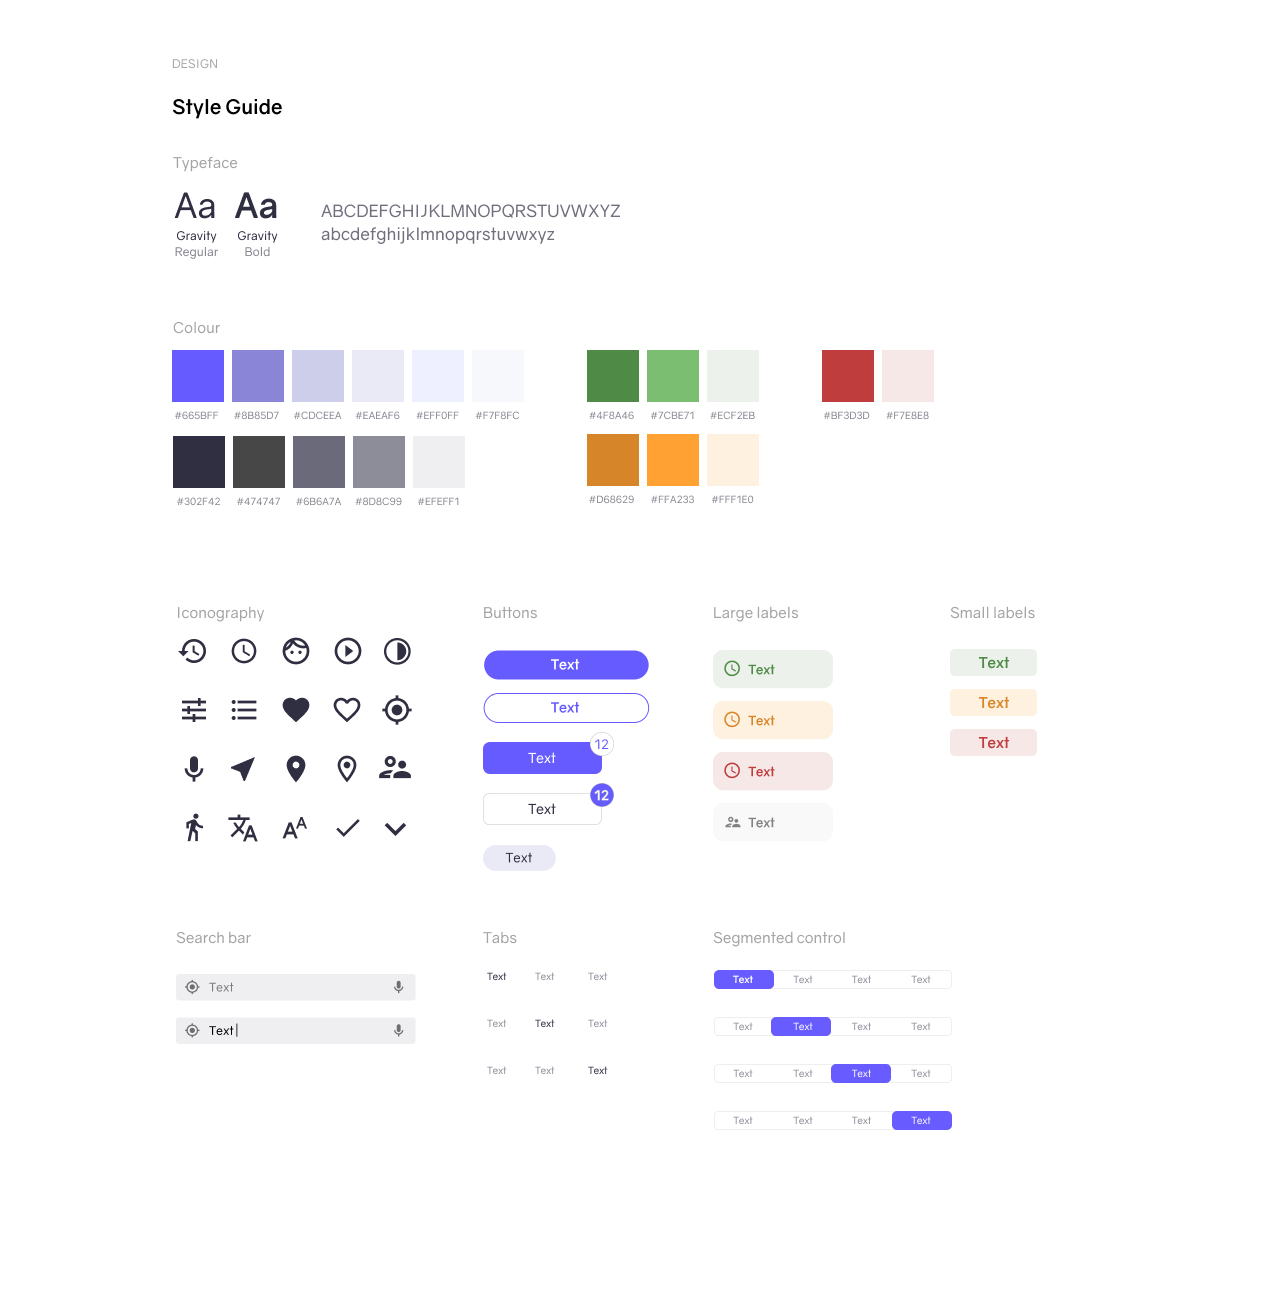 DESIGN
Style Guide
Typeface
Aa Aa
Gravity Gravity
Regular Bold
ABCDEFGHIJKLMNOPQRSTUVWXYZ
abcdefghijklmnopqrstuvwxyz
Colour
#665BFF #8B85D7 #CDCEEA #EAEAF6 #EFF0FF #F7F8FC #4F8A46 #7CBE71 #ECF2EB #BF3D3D #F7E8E8
#302F42 #474747 #6B6A7A #8D8C99 #EFEFF1 #D68629 #FFA233 #FFF1E0
Iconography
Buttons
Text
Text
12
Text
12
Text
Text
Large labels
Text
Text
Text
Text
Small labels
Text
Text
Text
Search bar
Text
Text
Tabs
Text Text Text
Text Text Text
Text Text Text
Segmented control
Text Text Text Text
Text Text Text Text
Text Text Text Text
Text Text Text Text